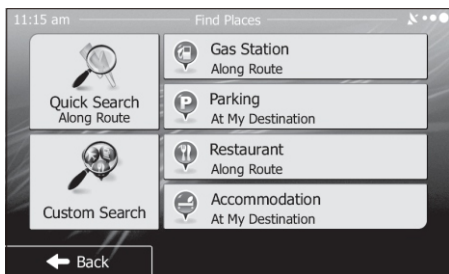 11:15 am
Find Places
Quick Search
Along Route
Custom Search
Gas Station
Along Route
P
Parking
At My Destination
Restaurant
Along Route
Accommodation
At My Destination
Back